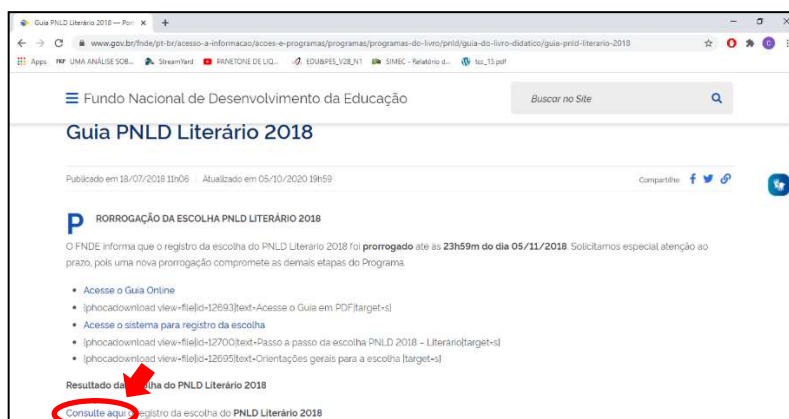 Guia PNLD Literário 2018 — Por
www.gov.br/fnde/pt-br/acesso-a-informacao/acoes-e-programas/programas/programas-do-livro/pnld/guia-do-livro-didatico/guia-pnld-literario-2018
Apps UMA ANÁLISE SOB... StreamYard PANETONE DE LIQ... EDU&PES_V28_N1 SIMEC - Relatório d... tcc_15.pdf
Fundo Nacional de Desenvolvimento da Educação
Buscar no Site
Guia PNLD Literário 2018
Publicado em 18/07/2018 11h06 Atualizado em 05/10/2020 19h59
Compartilhe:
PRORROGAÇÃO DA ESCOLHA PNLD LITERÁRIO 2018
O FNDE informa que o registro da escolha do PNLD Literário 2018 foi prorrogado até as 23h59m do dia 05/11/2018. Solicitamos especial atenção ao
prazo, pois uma nova prorrogação compromete as demais etapas do Programa.
Acesse o Guia Online
{phocadownload view=file|id=12693|text=Acesse o Guia em PDF|target=s}
Acesse o sistema para registro da escolha
{phocadownload view=file|id=12700|text=Passo a passo da escolha PNLD 2018 – Literário|target=s}
{phocadownload view=file|id=12695|text=Orientações gerais para a escolha |target=s}
Resultado da lha do PNLD Literário 2018
Consulte aqui registro da escolha do PNLD Literário 2018